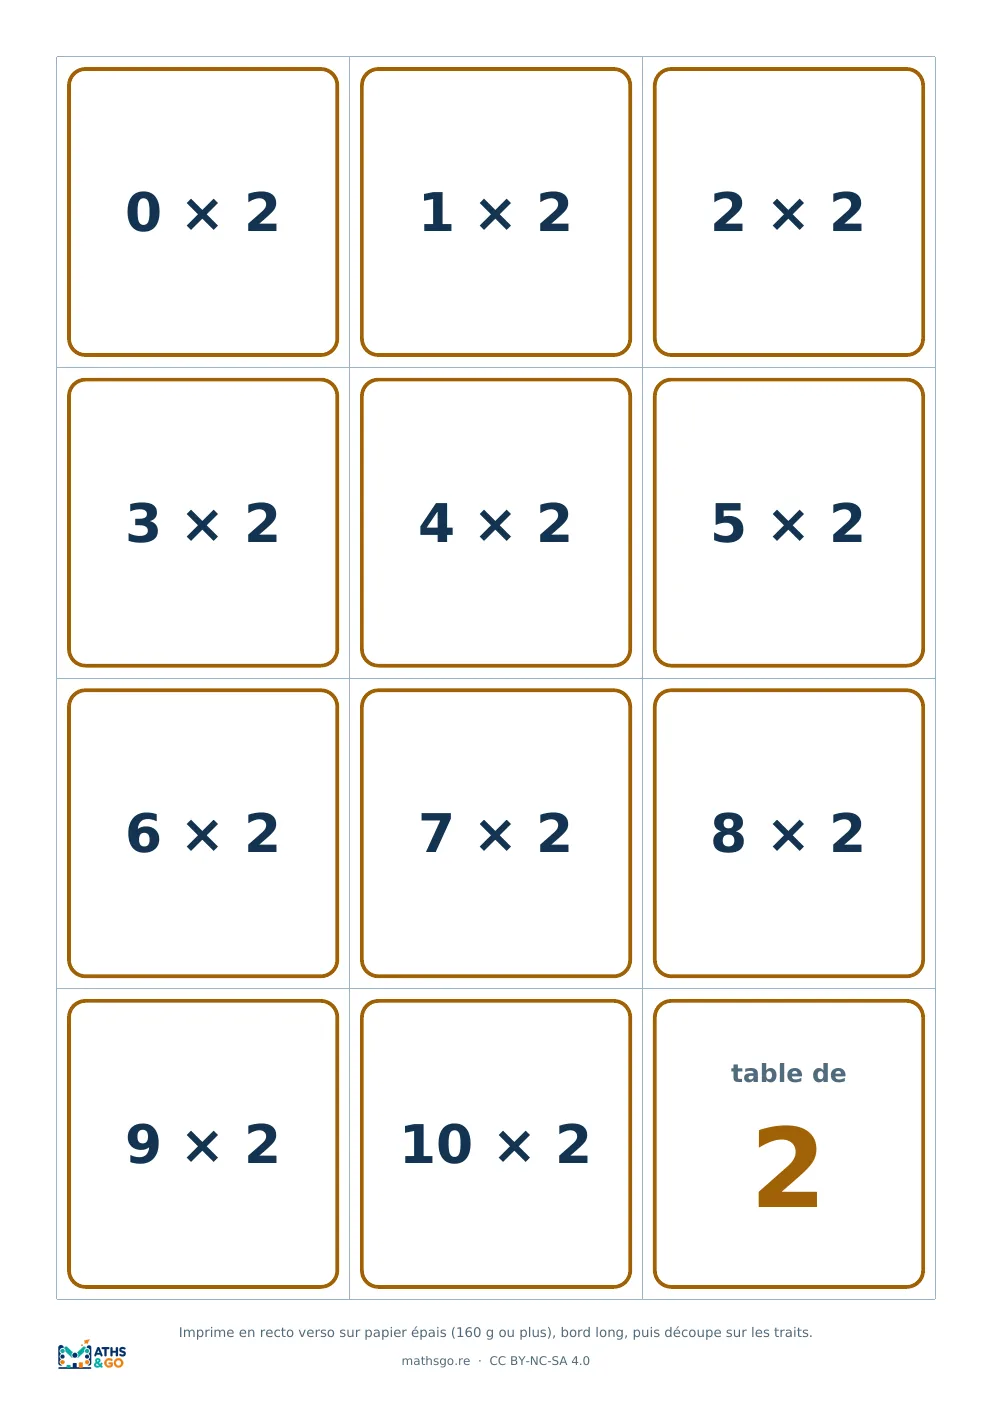 0 × 2
1 × 2
2 × 2
3 × 2
4 × 2
5 × 2
6 × 2
7 × 2
8 × 2
9 × 2
10 × 2
table de
2
Imprime en recto verso sur papier épais (160 g ou plus), bord long, puis découpe sur les traits.
MATHS
&GO
mathsgo.re · CC BY-NC-SA 4.0